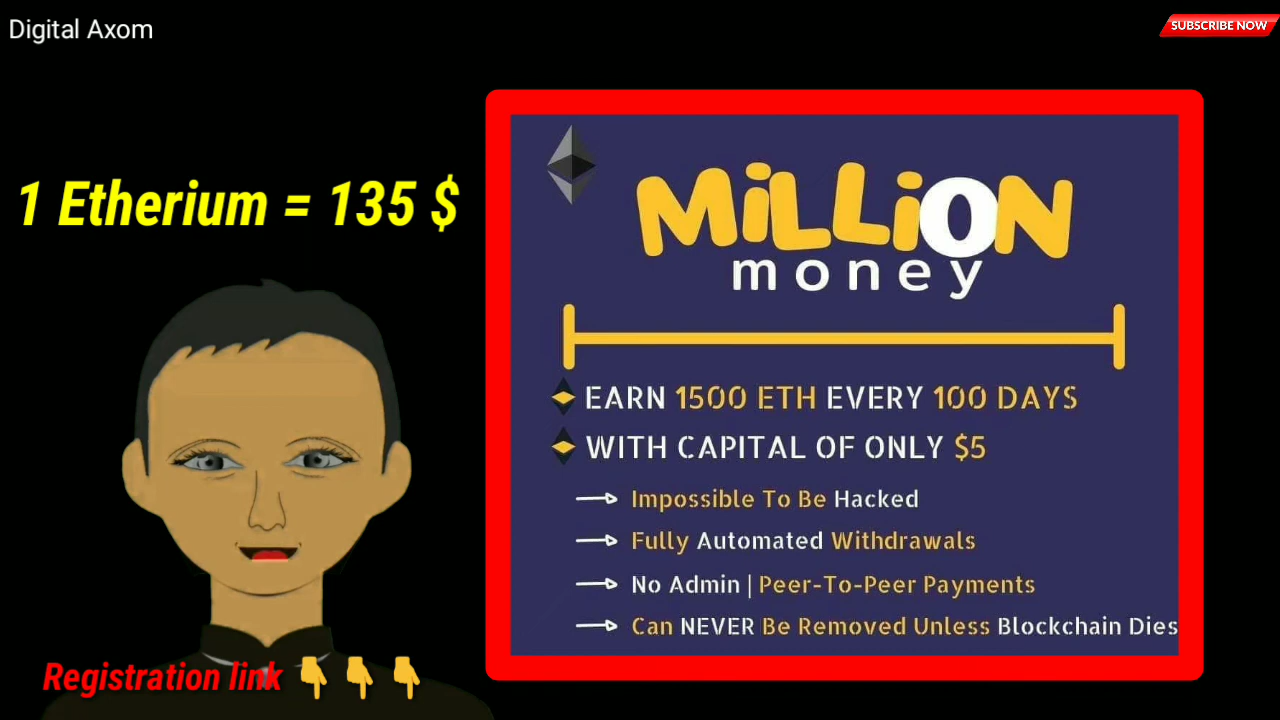 Digital Axom
SUBSCRIBE NOW
1 Etherium = 135 $
MiLLiON
money
EARN 1500 ETH EVERY 100 DAYS
WITH CAPITAL OF ONLY $5
Impossible To Be Hacked
Fully Automated Withdrawals
No Admin | Peer-To-Peer Payments
Can NEVER Be Removed Unless Blockchain Dies
Registration link 👇👇👇